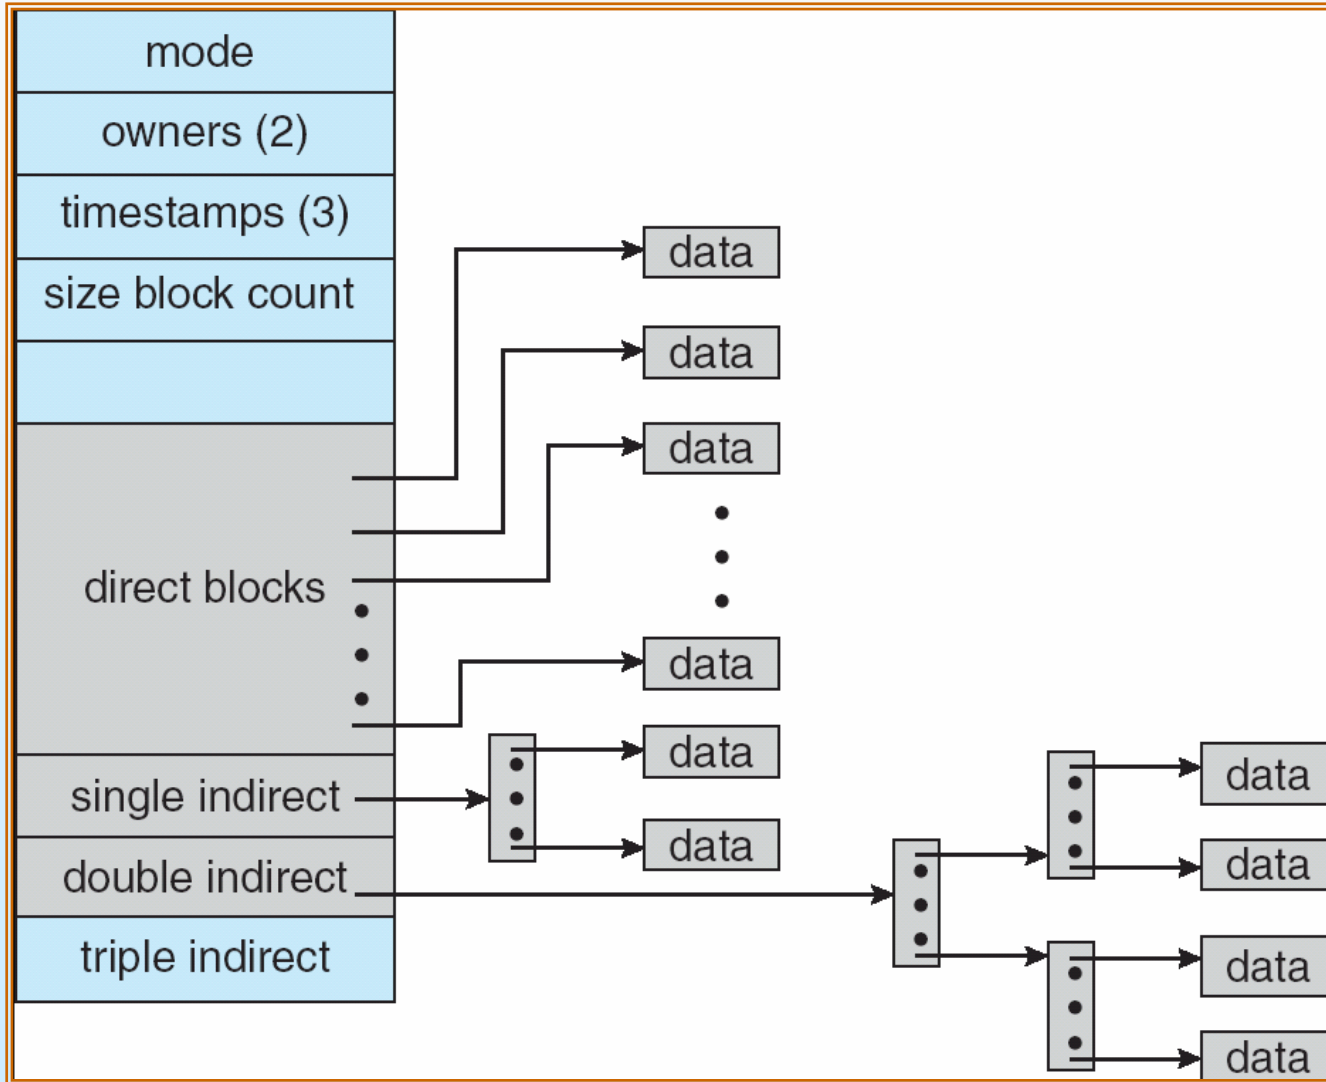 mode
owners (2)
timestamps (3)
size block count
direct blocks
single indirect
double indirect
triple indirect
data
data
data
data
data
data
data
data
data
data